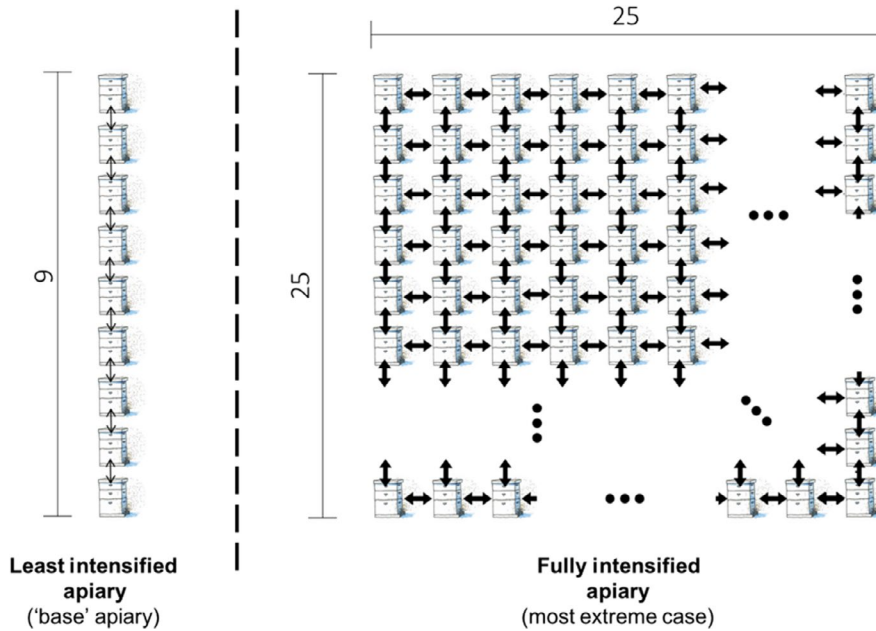 25
9
25
Least intensified
apiary
(‘base’ apiary)
Fully intensified
apiary
(most extreme case)